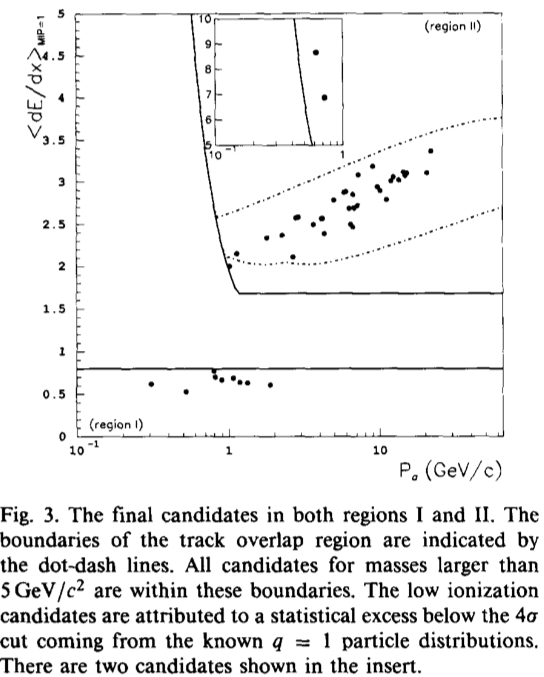 5
(region II)
<dE/dx>MIP=1
10
9
8
7
6
5
10⁻¹
1
4.5
4
3.5
3
2.5
2
1.5
1
0.5
(region I)
0
10⁻¹
1
10
Pₐ (GeV/c)
Fig. 3. The final candidates in both regions I and II. The
boundaries of the track overlap region are indicated by
the dot-dash lines. All candidates for masses larger than
5 GeV/c² are within these boundaries. The low ionization
candidates are attributed to a statistical excess below the 4σ
cut coming from the known q = 1 particle distributions.
There are two candidates shown in the insert.